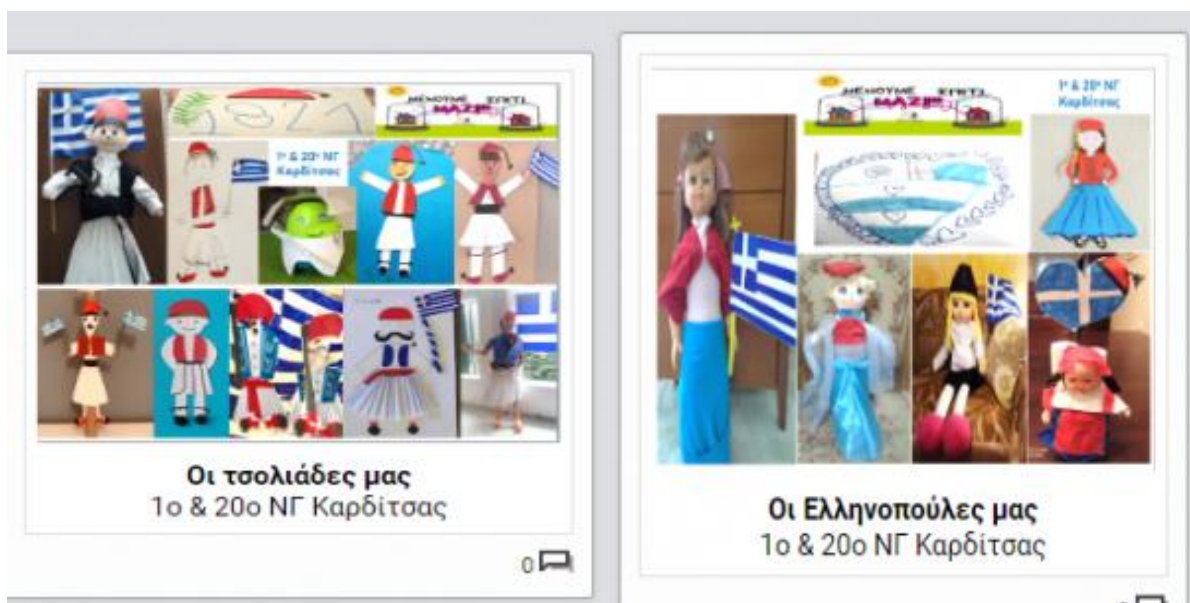 1821
ΜΕΝΟΥΜΕ ΣΠΙΤΙ
ΜΑΖΙ
1ο & 20ο ΝΓ
Καρδίτσας
Οι τσολιάδες μας
1ο & 20ο ΝΓ Καρδίτσας
0
ΜΕΝΟΥΜΕ ΣΠΙΤΙ
ΜΑΖΙ
1ο & 20ο ΝΓ
Καρδίτσας
Οι Ελληνοπούλες μας
1ο & 20ο ΝΓ Καρδίτσας